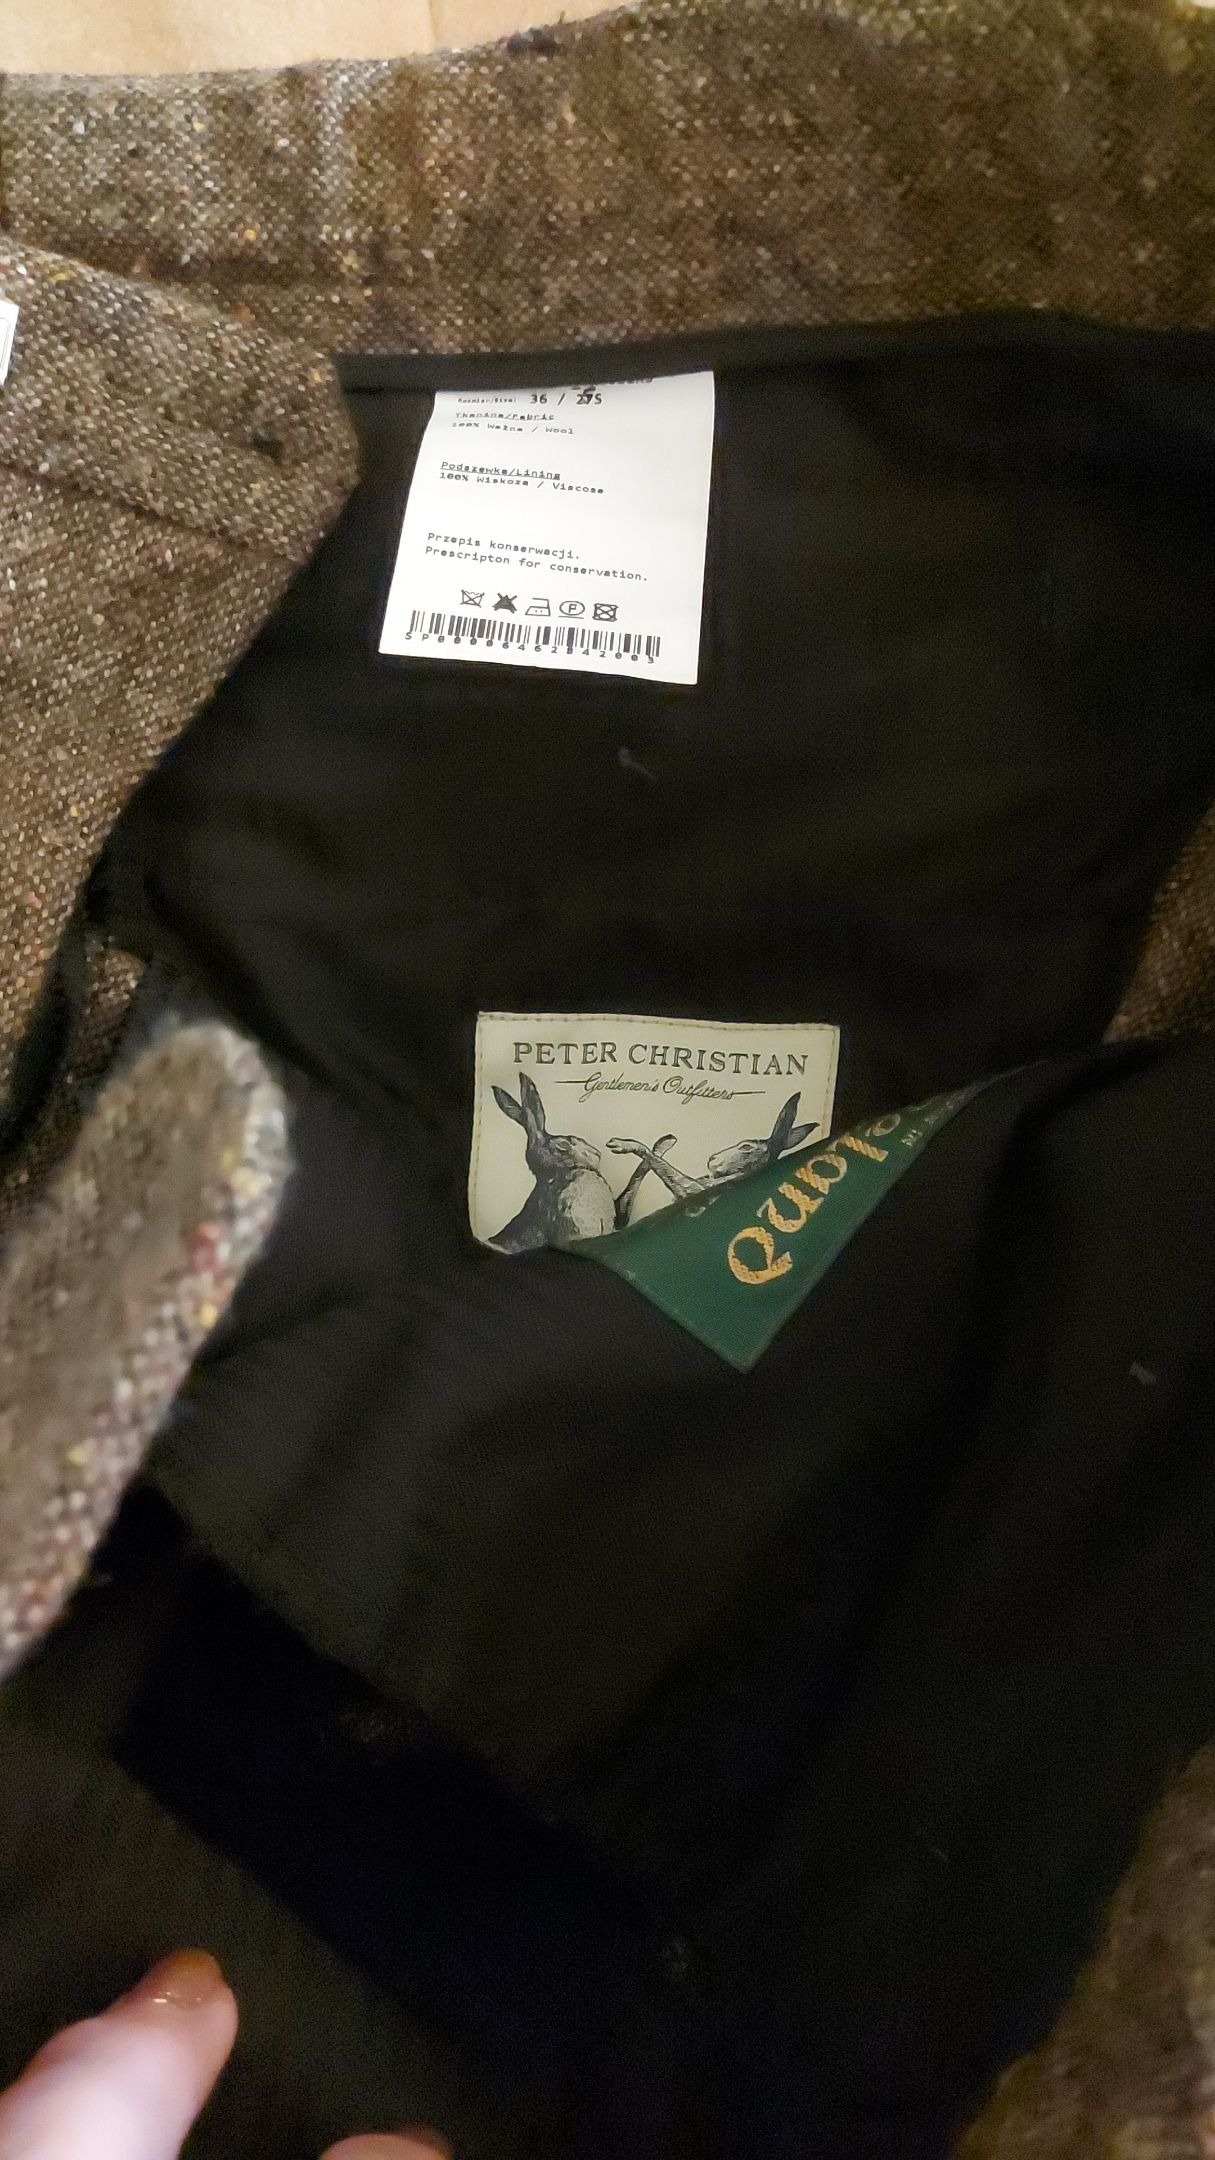 Rozmiar/Size: 36 / 27S
Tkanina/Fabric
100% Wełna / Wool
Podszewka/Lining
100% Wiskoza / Viscose
Przepis konserwacji.
Prescripton for conservation.
P
SP00006462842003
PETER CHRISTIAN
Gentlemen's Outfitters